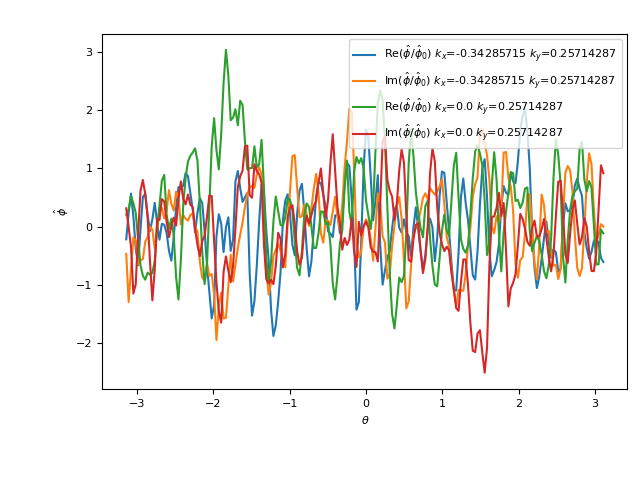 Re(ϕ̂/ϕ̂₀) kₓ=-0.34285715 k_y=0.25714287
Im(ϕ̂/ϕ̂₀) kₓ=-0.34285715 k_y=0.25714287
Re(ϕ̂/ϕ̂₀) kₓ=0.0 k_y=0.25714287
Im(ϕ̂/ϕ̂₀) kₓ=0.0 k_y=0.25714287
3
2
1
0
−1
−2
ϕ̂
−3 −2 −1 0 1 2 3
θ